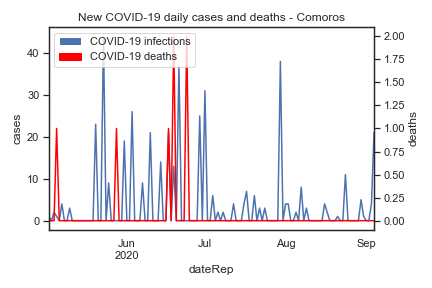 New COVID-19 daily cases and deaths - Comoros
COVID-19 infections
COVID-19 deaths
cases
40
30
20
10
0
2.00
1.75
1.50
1.25
1.00
0.75
0.50
0.25
0.00
deaths
Jun
2020
Jul
Aug
Sep
dateRep